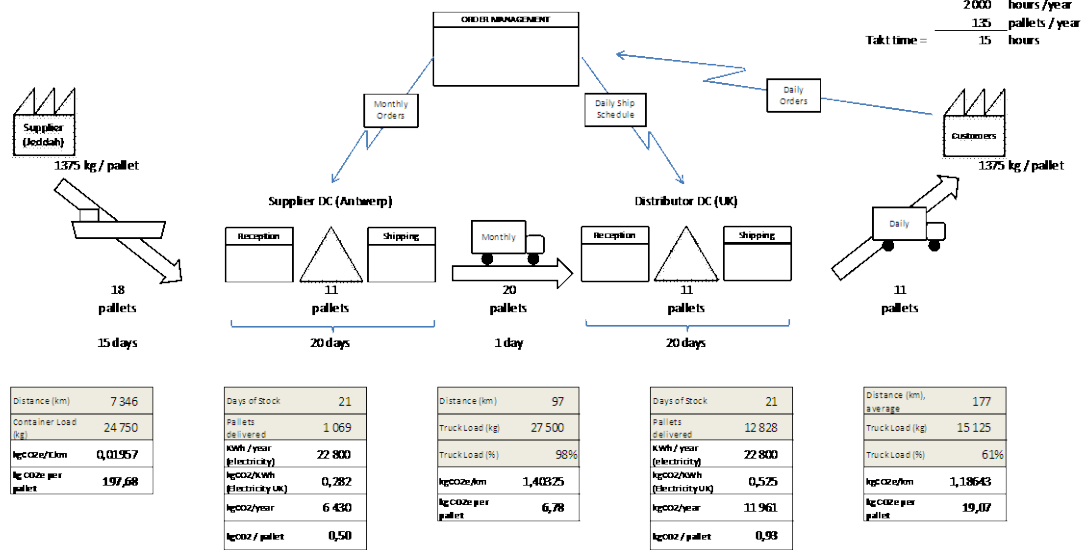 2 000 hours /year
135 pallets / year
Takt time = 15 hours
ORDER MANAGEMENT
Monthly
Orders
Daily Ship
Schedule
Daily
Orders
Supplier
(Jeddah)
1375 kg / pallet
Customers
1375 kg / pallet
Supplier DC (Antwerp)
Distributor DC (UK)
Reception
Shipping
Monthly
Reception
Shipping
Daily
18
pallets
11
pallets
20
pallets
11
pallets
11
pallets
15 days
20 days
1 day
20 days
Distance (km) 7 346
Container Load
(kg) 24 750
kgCO2e/Tkm 0,01957
kg CO2e per
pallet 197,68
Days of Stock 21
Pallets
delivered 1 069
KWh / year
(electricity) 22 800
kgCO2/KWh
(Electricity UK) 0,282
kgCO2/year 6 430
kgCO2 / pallet 0,50
Distance (km) 97
Truck Load (kg) 27 500
Truck Load (%) 98%
kgCO2e/km 1,40325
kgCO2e per
pallet 6,78
Days of Stock 21
Pallets
delivered 12 828
KWh / year
(electricity) 22 800
kgCO2/KWh
(Electricity UK) 0,525
kgCO2/year 11 961
kgCO2 / pallet 0,93
Distance (km),
average 177
Truck Load (kg) 15 125
Truck Load (%) 61%
kgCO2e/km 1,18643
kgCO2e per
pallet 19,07